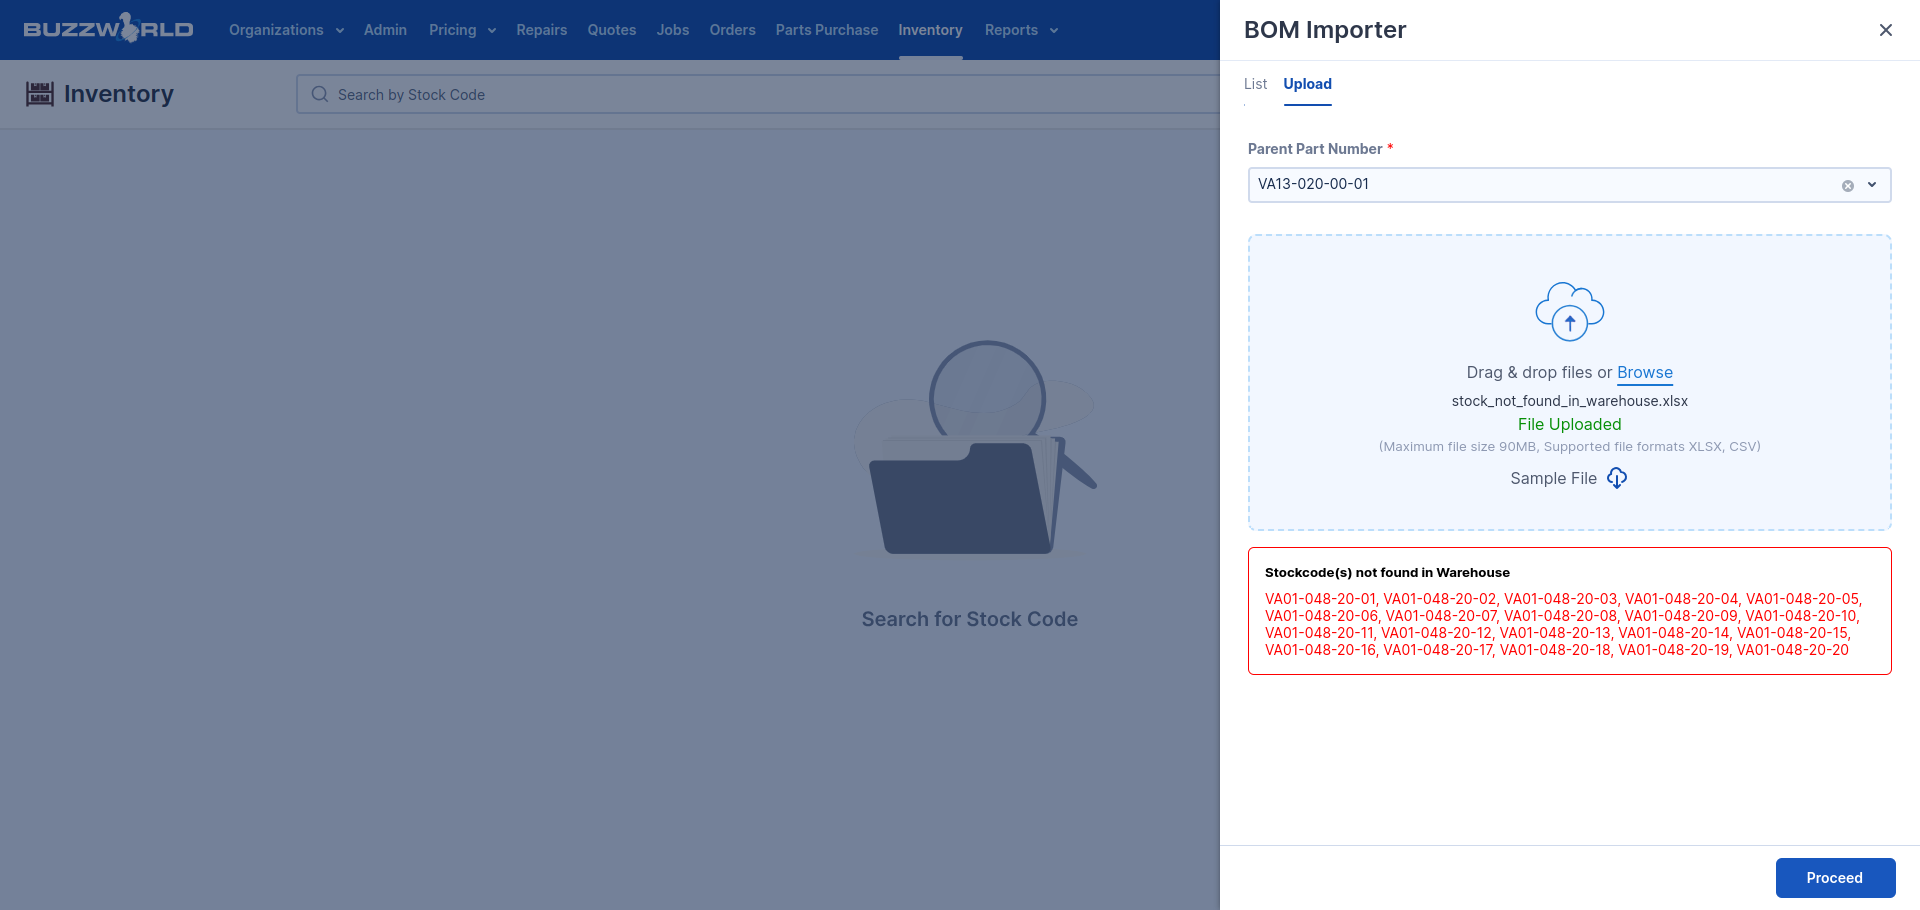 BUZZWORLD
Organizations
Admin
Pricing
Repairs
Quotes
Jobs
Orders
Parts Purchase
Inventory
Reports
Inventory
Search by Stock Code
Search for Stock Code
BOM Importer
List
Upload
Parent Part Number *
VA13-020-00-01
Drag & drop files or Browse
stock_not_found_in_warehouse.xlsx
File Uploaded
(Maximum file size 90MB, Supported file formats XLSX, CSV)
Sample File
Stockcode(s) not found in Warehouse
VA01-048-20-01, VA01-048-20-02, VA01-048-20-03, VA01-048-20-04, VA01-048-20-05,
VA01-048-20-06, VA01-048-20-07, VA01-048-20-08, VA01-048-20-09, VA01-048-20-10,
VA01-048-20-11, VA01-048-20-12, VA01-048-20-13, VA01-048-20-14, VA01-048-20-15,
VA01-048-20-16, VA01-048-20-17, VA01-048-20-18, VA01-048-20-19, VA01-048-20-20
Proceed